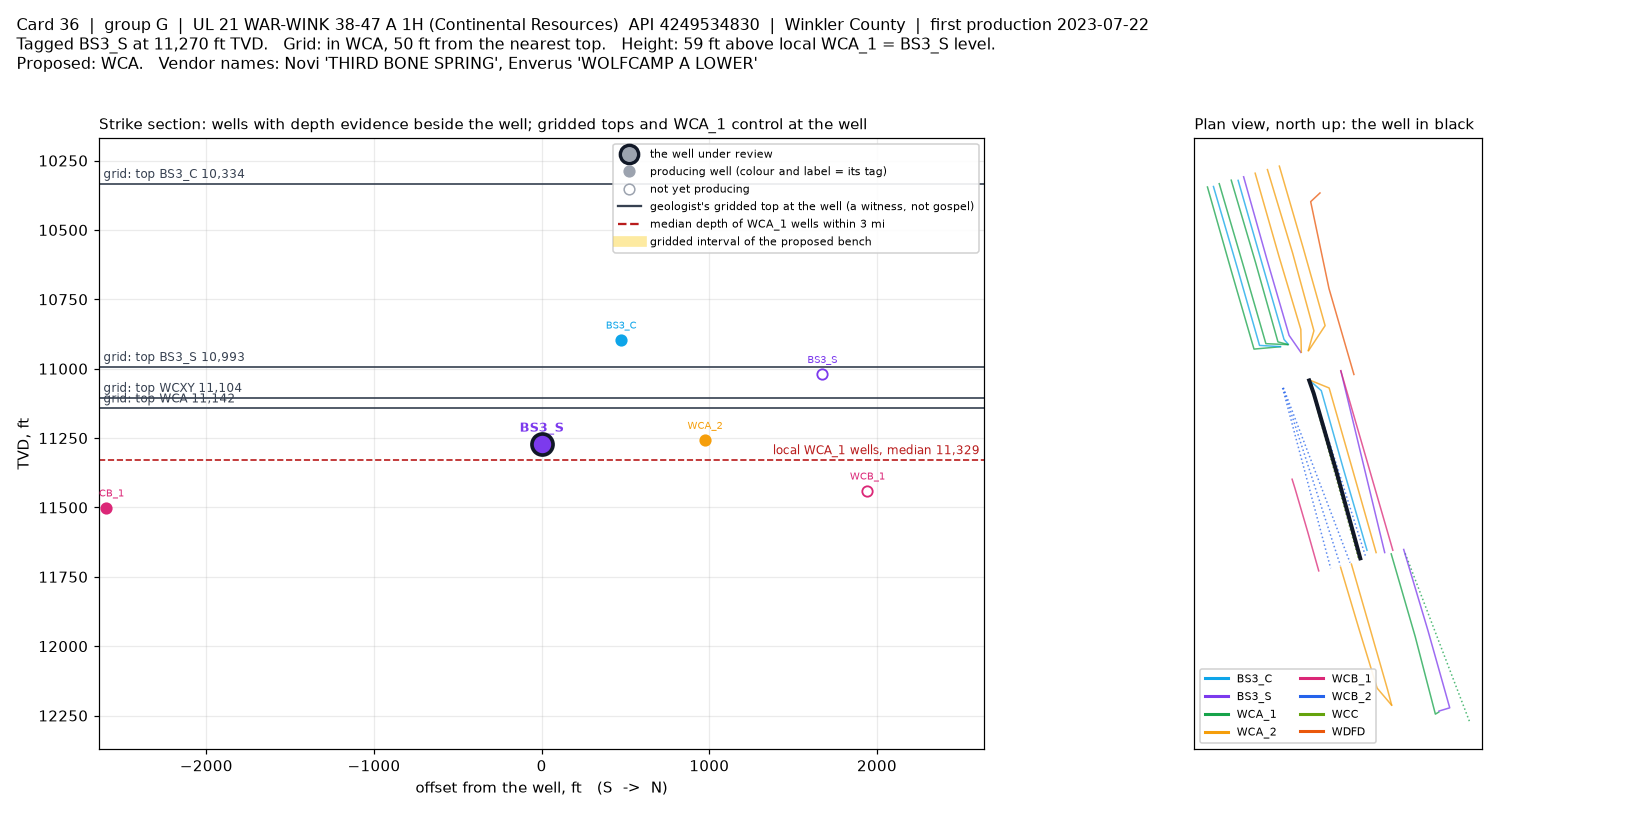 Card 36 | group G | UL 21 WAR-WINK 38-47 A 1H (Continental Resources) API 4249534830 | Winkler County | first production 2023-07-22
Tagged BS3_S at 11,270 ft TVD. Grid: in WCA, 50 ft from the nearest top. Height: 59 ft above local WCA_1 = BS3_S level.
Proposed: WCA. Vendor names: Novi 'THIRD BONE SPRING', Enverus 'WOLFCAMP A LOWER'
Strike section: wells with depth evidence beside the well; gridded tops and WCA_1 control at the well
the well under review
producing well (colour and label = its tag)
not yet producing
geologist's gridded top at the well (a witness, not gospel)
median depth of WCA_1 wells within 3 mi
gridded interval of the proposed bench
grid: top BS3_C 10,334
BS3_C
grid: top BS3_S 10,993
BS3_S
grid: top WCXY 11,104
grid: top WCA 11,142
BS3_S
WCA_2
local WCA_1 wells, median 11,329
WCB_1
CB_1
10250
10500
10750
11000
11250
11500
11750
12000
12250
TVD, ft
−2000
−1000
0
1000
2000
offset from the well, ft (S -> N)
Plan view, north up: the well in black
BS3_C
BS3_S
WCA_1
WCA_2
WCB_1
WCB_2
WCC
WDFD